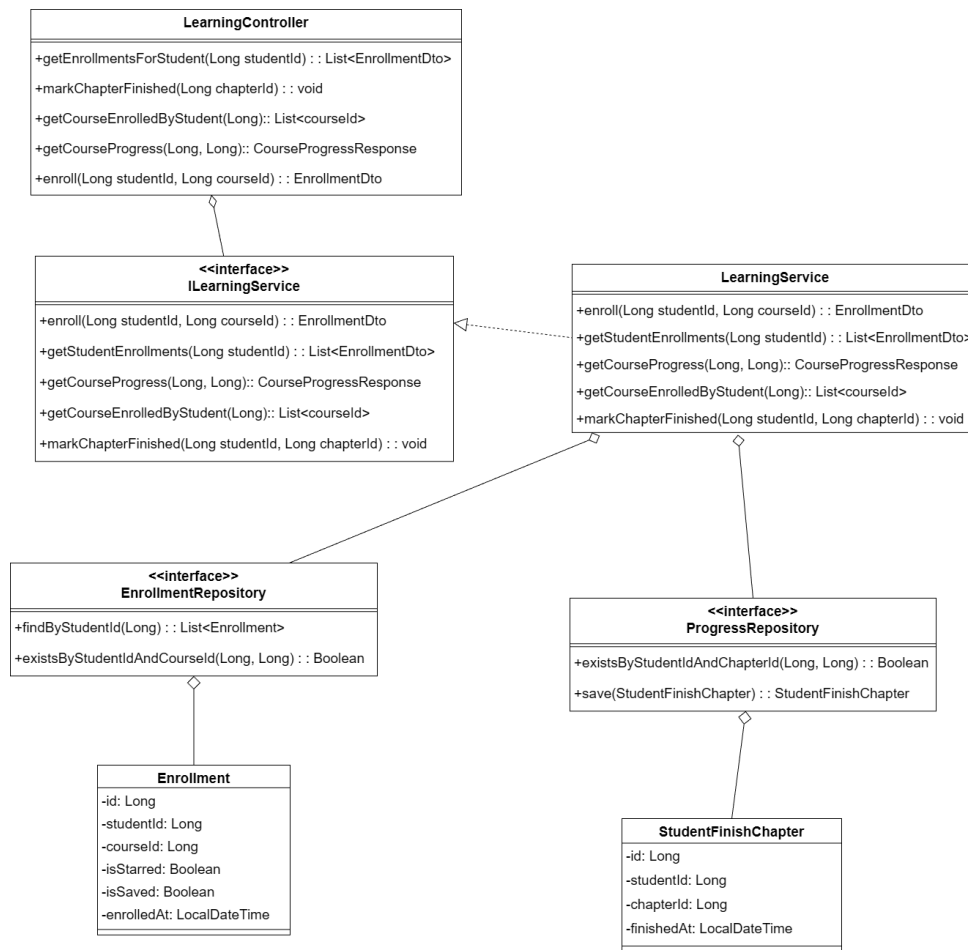 LearningController
+getEnrollmentsForStudent(Long studentId) : : List<EnrollmentDto>
+markChapterFinished(Long chapterId) : : void
+getCourseEnrolledByStudent(Long):: List<courseId>
+getCourseProgress(Long, Long):: CourseProgressResponse
+enroll(Long studentId, Long courseId) : : EnrollmentDto
<<interface>>
ILearningService
+enroll(Long studentId, Long courseId) : : EnrollmentDto
+getStudentEnrollments(Long studentId) : : List<EnrollmentDto>
+getCourseProgress(Long, Long):: CourseProgressResponse
+getCourseEnrolledByStudent(Long):: List<courseId>
+markChapterFinished(Long studentId, Long chapterId) : : void
LearningService
+enroll(Long studentId, Long courseId) : : EnrollmentDto
+getStudentEnrollments(Long studentId) : : List<EnrollmentDto>
+getCourseProgress(Long, Long):: CourseProgressResponse
+getCourseEnrolledByStudent(Long):: List<courseId>
+markChapterFinished(Long studentId, Long chapterId) : : void
<<interface>>
EnrollmentRepository
+findByStudentId(Long) : : List<Enrollment>
+existsByStudentIdAndCourseId(Long, Long) : : Boolean
<<interface>>
ProgressRepository
+existsByStudentIdAndChapterId(Long, Long) : : Boolean
+save(StudentFinishChapter) : : StudentFinishChapter
Enrollment
-id: Long
-studentId: Long
-courseId: Long
-isStarred: Boolean
-isSaved: Boolean
-enrolledAt: LocalDateTime
StudentFinishChapter
-id: Long
-studentId: Long
-chapterId: Long
-finishedAt: LocalDateTime